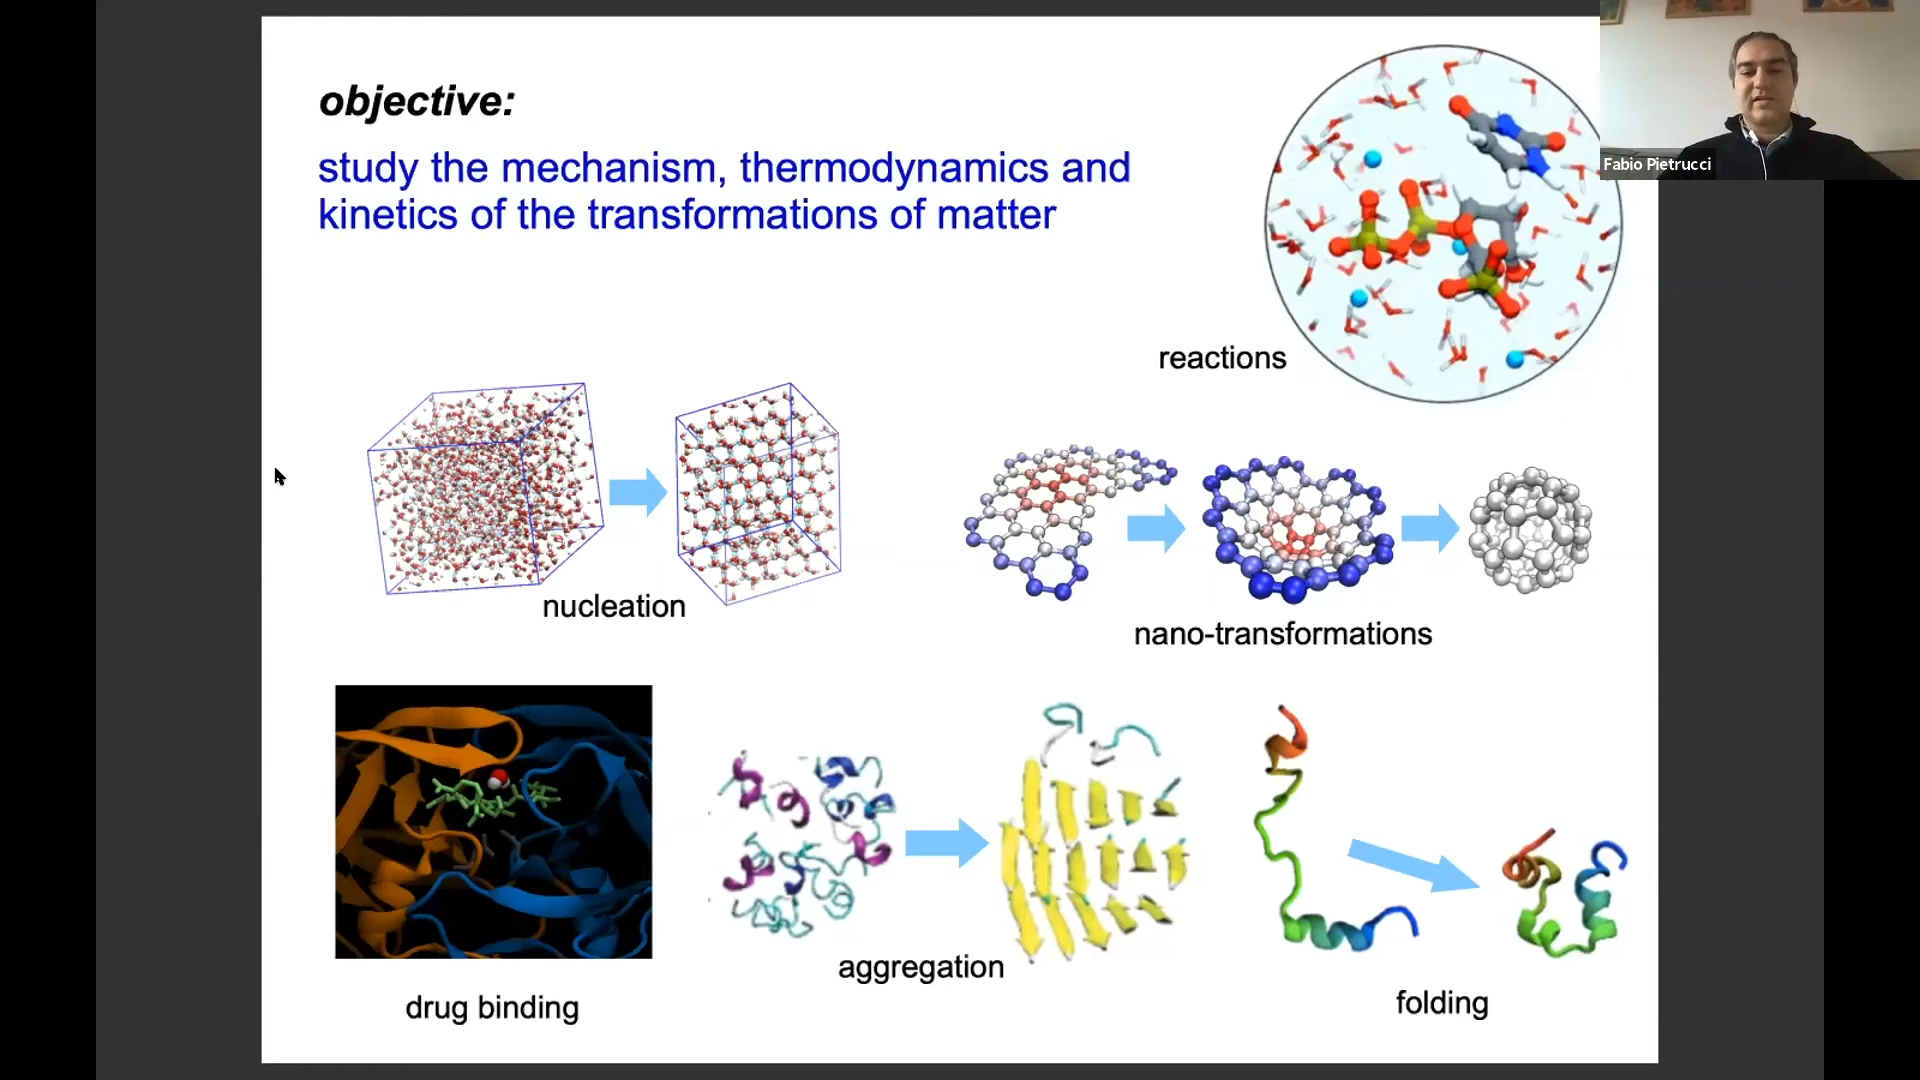 objective:
study the mechanism, thermodynamics and
kinetics of the transformations of matter
Fabio Pietrucci
reactions
nucleation
nano-transformations
drug binding
aggregation
folding